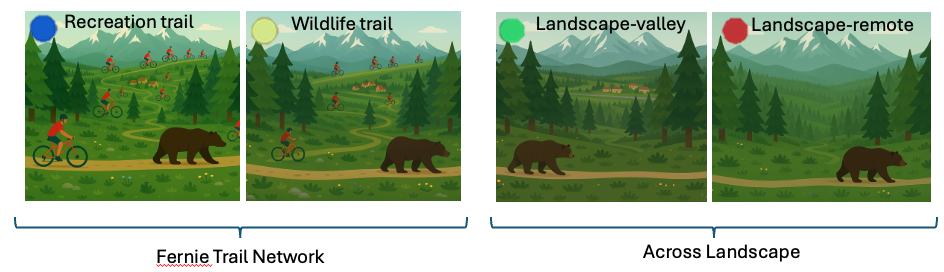 Recreation trail
Wildlife trail
Landscape-valley
Landscape-remote
Fernie Trail Network
Across Landscape